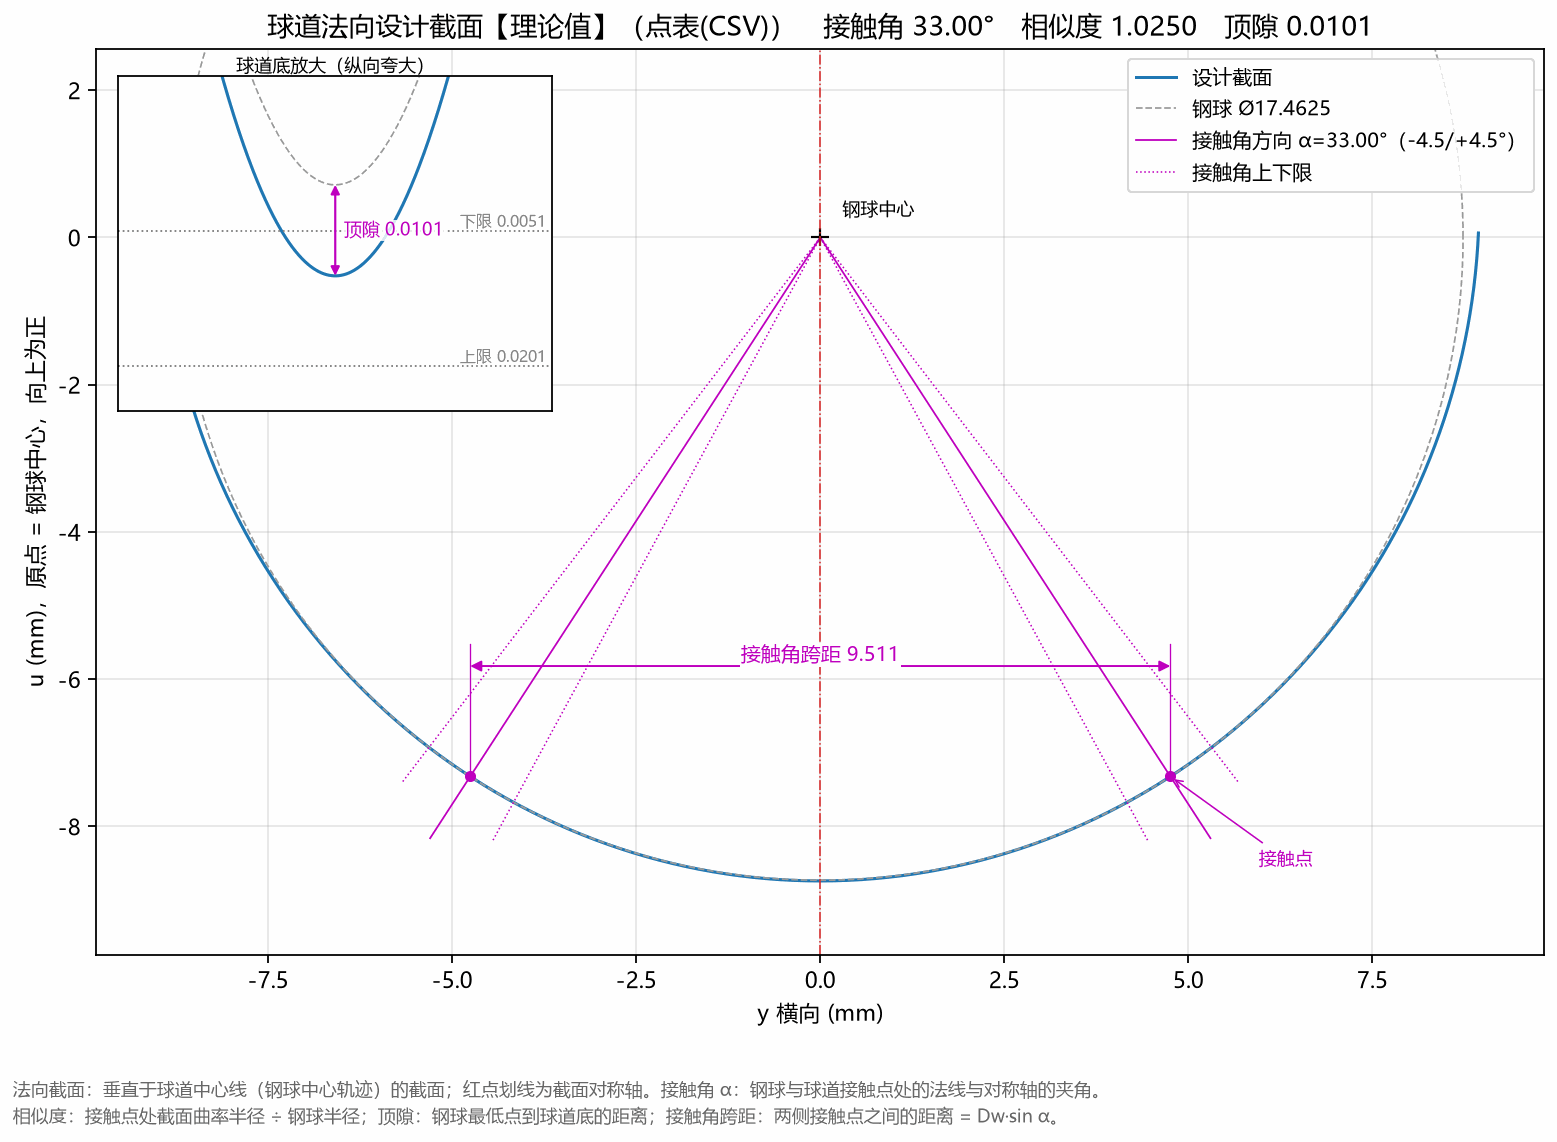 球道法向设计截面【理论值】（点表(CSV)） 接触角 33.00° 相似度 1.0250 顶隙 0.0101
球道底放大（纵向夸大）
下限 0.0051
顶隙 0.0101
上限 0.0201
设计截面
钢球 Ø17.4625
接触角方向 α=33.00°（-4.5/+4.5°）
接触角上下限
钢球中心
接触角跨距 9.511
接触点
2
0
-2
-4
-6
-8
u (mm)，原点 = 钢球中心，向上为正
-7.5
-5.0
-2.5
0.0
2.5
5.0
7.5
y 横向 (mm)
法向截面：垂直于球道中心线（钢球中心轨迹）的截面；红点划线为截面对称轴。接触角 α：钢球与球道接触点处的法线与对称轴的夹角。
相似度：接触点处截面曲率半径 ÷ 钢球半径；顶隙：钢球最低点到球道底的距离；接触角跨距：两侧接触点之间的距离 = Dw·sin α。